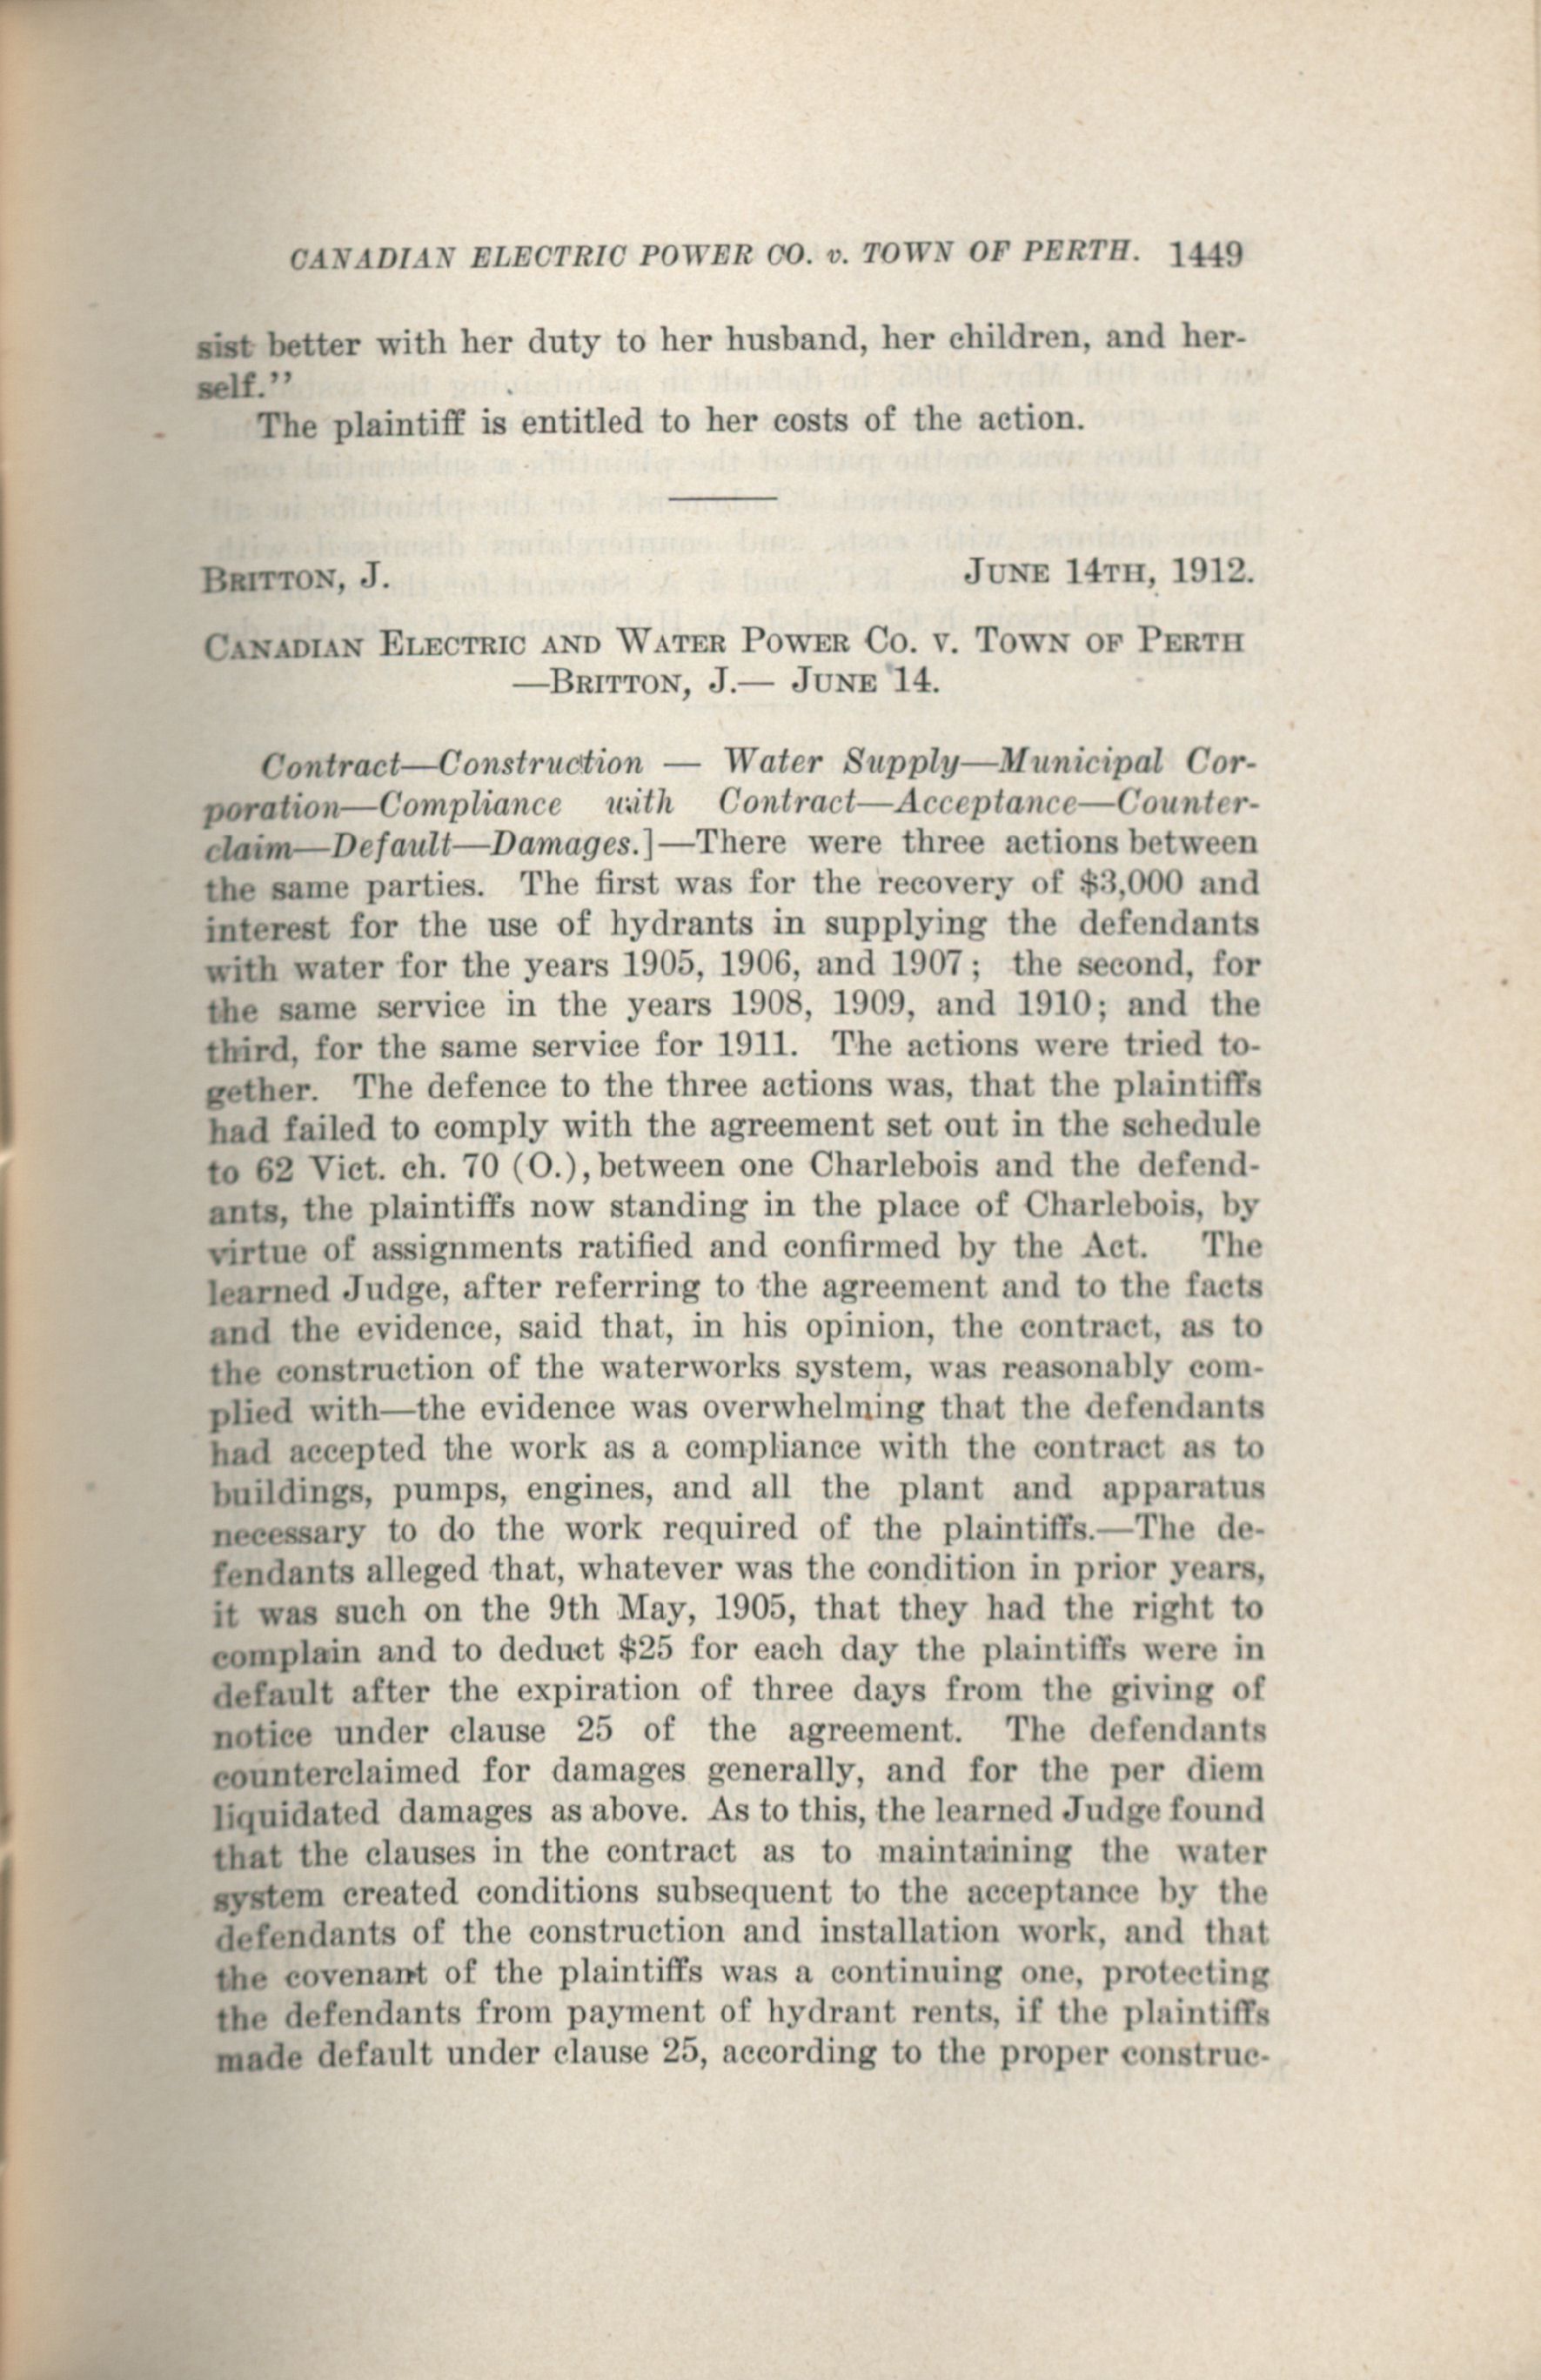 CANADIAN ELECTRIC POWER CO. v. TOWN OF PERTH. 1449
sist better with her duty to her husband, her children, and her-
self."
The plaintiff is entitled to her costs of the action.
BRITTON, J. JUNE 14TH, 1912.
CANADIAN ELECTRIC AND WATER POWER CO. V. TOWN OF PERTH
—BRITTON, J.— JUNE 14.
Contract—Construction — Water Supply—Municipal Cor-
poration—Compliance with Contract—Acceptance—Counter-
claim—Default—Damages.]—There were three actions between
the same parties. The first was for the recovery of $3,000 and
interest for the use of hydrants in supplying the defendants
with water for the years 1905, 1906, and 1907; the second, for
the same service in the years 1908, 1909, and 1910; and the
third, for the same service for 1911. The actions were tried to-
gether. The defence to the three actions was, that the plaintiffs
had failed to comply with the agreement set out in the schedule
to 62 Vict. ch. 70 (O.), between one Charlebois and the defend-
ants, the plaintiffs now standing in the place of Charlebois, by
virtue of assignments ratified and confirmed by the Act. The
learned Judge, after referring to the agreement and to the facts
and the evidence, said that, in his opinion, the contract, as to
the construction of the waterworks system, was reasonably com-
plied with—the evidence was overwhelming that the defendants
had accepted the work as a compliance with the contract as to
buildings, pumps, engines, and all the plant and apparatus
necessary to do the work required of the plaintiffs.—The de-
fendants alleged that, whatever was the condition in prior years,
it was such on the 9th May, 1905, that they had the right to
complain and to deduct $25 for each day the plaintiffs were in
default after the expiration of three days from the giving of
notice under clause 25 of the agreement. The defendants
counterclaimed for damages generally, and for the per diem
liquidated damages as above. As to this, the learned Judge found
that the clauses in the contract as to maintaining the water
system created conditions subsequent to the acceptance by the
defendants of the construction and installation work, and that
the covenant of the plaintiffs was a continuing one, protecting
the defendants from payment of hydrant rents, if the plaintiffs
made default under clause 25, according to the proper construc-